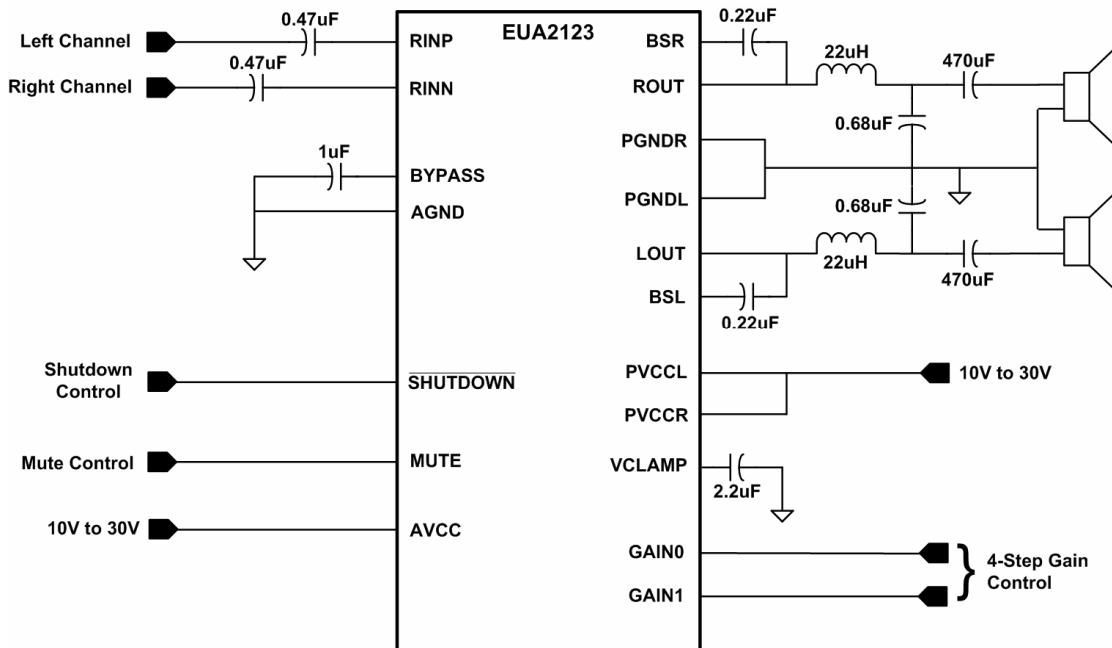 EUA2123
0.47uF
Left Channel
RINP
0.47uF
Right Channel
RINN
1uF
BYPASS
AGND
Shutdown
Control
SHUTDOWN
Mute Control
MUTE
10V to 30V
AVCC
0.22uF
BSR
22uH
470uF
ROUT
0.68uF
PGNDR
PGNDL
0.68uF
LOUT
22uH
470uF
BSL
0.22uF
PVCCL
10V to 30V
PVCCR
VCLAMP
2.2uF
GAIN0
4-Step Gain
Control
GAIN1